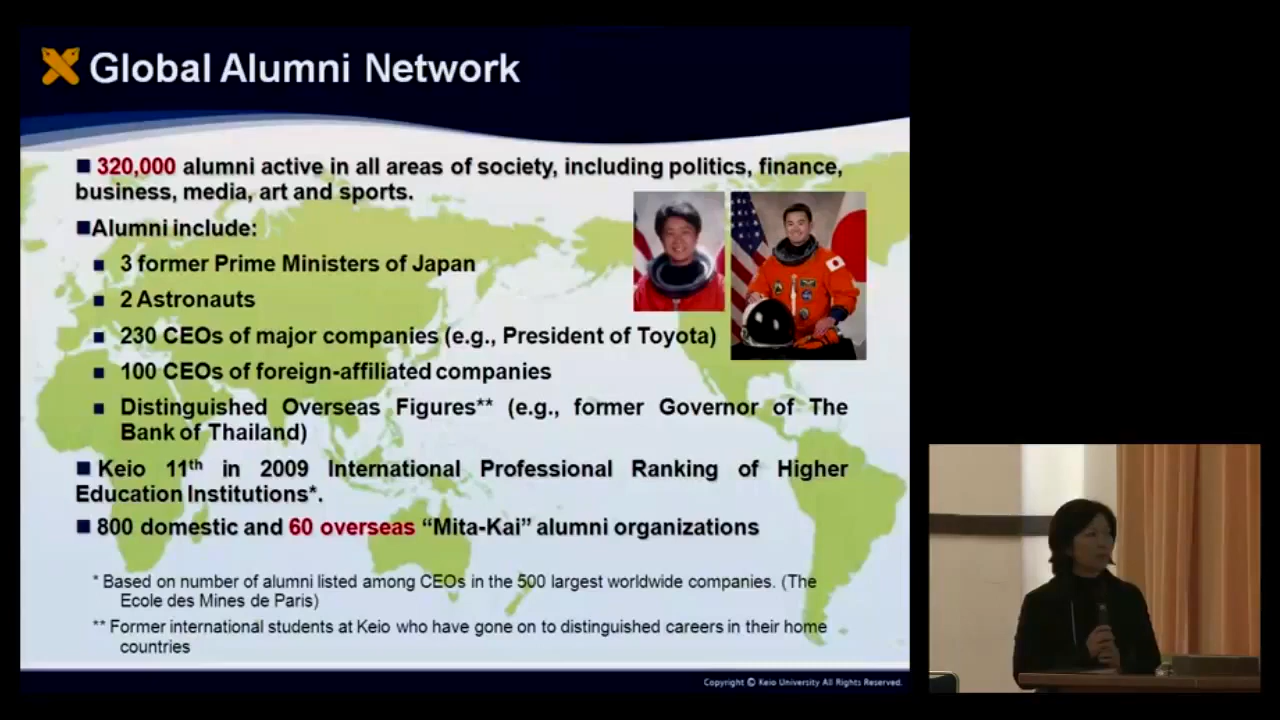 Global Alumni Network
■ 320,000 alumni active in all areas of society, including politics, finance,
business, media, art and sports.
■Alumni include:
■ 3 former Prime Ministers of Japan
■ 2 Astronauts
■ 230 CEOs of major companies (e.g., President of Toyota)
■ 100 CEOs of foreign-affiliated companies
■ Distinguished Overseas Figures** (e.g., former Governor of The
Bank of Thailand)
■ Keio 11th in 2009 International Professional Ranking of Higher
Education Institutions*.
■ 800 domestic and 60 overseas “Mita-Kai” alumni organizations
* Based on number of alumni listed among CEOs in the 500 largest worldwide companies. (The
Ecole des Mines de Paris)
** Former international students at Keio who have gone on to distinguished careers in their home
countries
Copyright © Keio University All Rights Reserved.